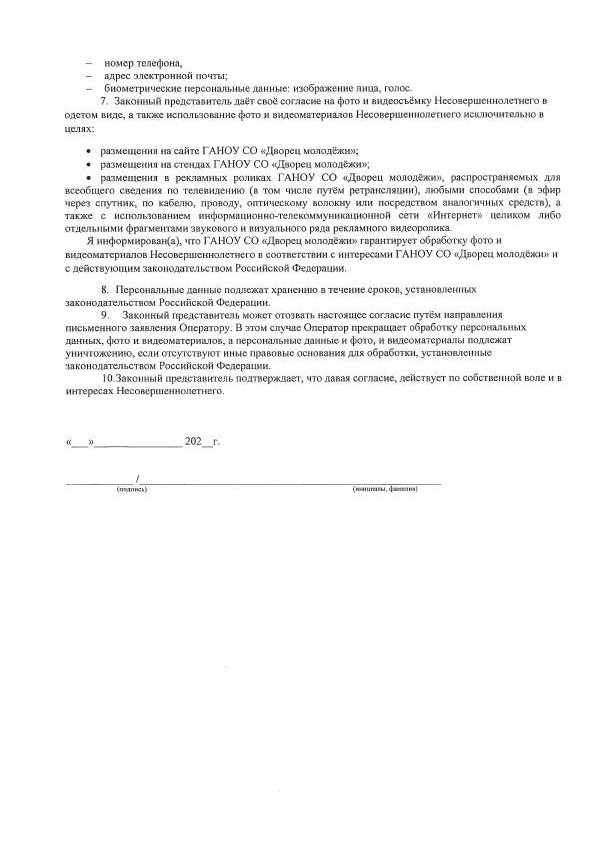 – номер телефона,
– адрес электронной почты;
– биометрические персональные данные: изображение лица, голос.
7. Законный представитель даёт своё согласие на фото и видеосъёмку Несовершеннолетнего в
одетом виде, а также использование фото и видеоматериалов Несовершеннолетнего исключительно в
целях:
• размещения на сайте ГАНОУ СО «Дворец молодёжи»;
• размещения на стендах ГАНОУ СО «Дворец молодёжи»;
• размещения в рекламных роликах ГАНОУ СО «Дворец молодёжи», распространяемых для
всеобщего сведения по телевидению (в том числе путём ретрансляции), любыми способами (в эфир
через спутник, по кабелю, проводу, оптическому волокну или посредством аналогичных средств), а
также с использованием информационно-телекоммуникационной сети «Интернет» целиком либо
отдельными фрагментами звукового и визуального ряда рекламного видеоролика.
Я информирован(а), что ГАНОУ СО «Дворец молодёжи» гарантирует обработку фото и
видеоматериалов Несовершеннолетнего в соответствии с интересами ГАНОУ СО «Дворец молодёжи» и
с действующим законодательством Российской Федерации.
8. Персональные данные подлежат хранению в течение сроков, установленных
законодательством Российской Федерации.
9. Законный представитель может отозвать настоящее согласие путём направления
письменного заявления Оператору. В этом случае Оператор прекращает обработку персональных
данных, фото и видеоматериалов, а персональные данные и фото, и видеоматериалы подлежат
уничтожению, если отсутствуют иные правовые основания для обработки, установленные
законодательством Российской Федерации.
10.Законный представитель подтверждает, что давая согласие, действует по собственной воле и в
интересах Несовершеннолетнего.
«___»_________________ 202__г.
____________ /______________________________________________________
(подпись) (инициалы, фамилия)